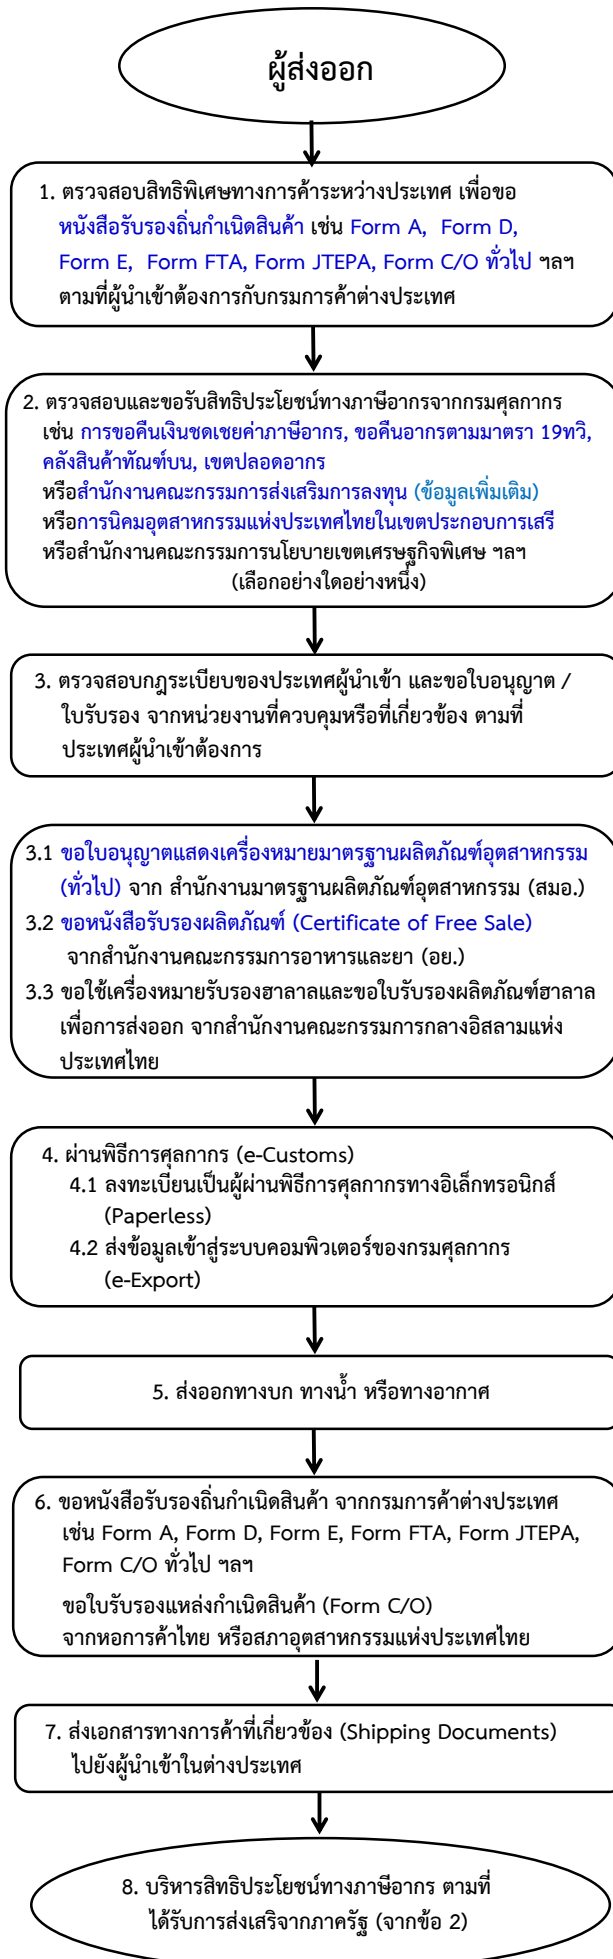 ผู้ส่งออก
1. ตรวจสอบสิทธิพิเศษทางการค้าระหว่างประเทศ เพื่อขอ
หนังสือรับรองถิ่นกำเนิดสินค้า เช่น Form A, Form D,
Form E, Form FTA, Form JTEPA, Form C/O ทั่วไป ฯลฯ
ตามที่ผู้นำเข้าต้องการกับกรมการค้าต่างประเทศ
2. ตรวจสอบและขอรับสิทธิประโยชน์ทางภาษีอากรจากกรมศุลกากร
เช่น การขอคืนเงินชดเชยค่าภาษีอากร, ขอคืนอากรตามมาตรา 19ทวิ,
คลังสินค้าทัณฑ์บน, เขตปลอดอากร
หรือสำนักงานคณะกรรมการส่งเสริมการลงทุน (ข้อมูลเพิ่มเติม)
หรือการนิคมอุตสาหกรรมแห่งประเทศไทยในเขตประกอบการเสรี
หรือสำนักงานคณะกรรมการนโยบายเขตเศรษฐกิจพิเศษ ฯลฯ
(เลือกอย่างใดอย่างหนึ่ง)
3. ตรวจสอบกฎระเบียบของประเทศผู้นำเข้า และขอใบอนุญาต /
ใบรับรอง จากหน่วยงานที่ควบคุมหรือที่เกี่ยวข้อง ตามที่
ประเทศผู้นำเข้าต้องการ
3.1 ขอใบอนุญาตแสดงเครื่องหมายมาตรฐานผลิตภัณฑ์อุตสาหกรรม
(ทั่วไป) จาก สำนักงานมาตรฐานผลิตภัณฑ์อุตสาหกรรม (สมอ.)
3.2 ขอหนังสือรับรองผลิตภัณฑ์ (Certificate of Free Sale)
จากสำนักงานคณะกรรมการอาหารและยา (อย.)
3.3 ขอใช้เครื่องหมายรับรองฮาลาลและขอใบรับรองผลิตภัณฑ์ฮาลาล
เพื่อการส่งออก จากสำนักงานคณะกรรมการกลางอิสลามแห่ง
ประเทศไทย
4. ผ่านพิธีการศุลกากร (e-Customs)
4.1 ลงทะเบียนเป็นผู้ผ่านพิธีการศุลกากรทางอิเล็กทรอนิกส์
(Paperless)
4.2 ส่งข้อมูลเข้าสู่ระบบคอมพิวเตอร์ของกรมศุลกากร
(e-Export)
5. ส่งออกทางบก ทางน้ำ หรือทางอากาศ
6. ขอหนังสือรับรองถิ่นกำเนิดสินค้า จากกรมการค้าต่างประเทศ
เช่น Form A, Form D, Form E, Form FTA, Form JTEPA,
Form C/O ทั่วไป ฯลฯ
ขอใบรับรองแหล่งกำเนิดสินค้า (Form C/O)
จากหอการค้าไทย หรือสภาอุตสาหกรรมแห่งประเทศไทย
7. ส่งเอกสารทางการค้าที่เกี่ยวข้อง (Shipping Documents)
ไปยังผู้นำเข้าในต่างประเทศ
8. บริหารสิทธิประโยชน์ทางภาษีอากร ตามที่
ได้รับการส่งเสริจากภาครัฐ (จากข้อ 2)